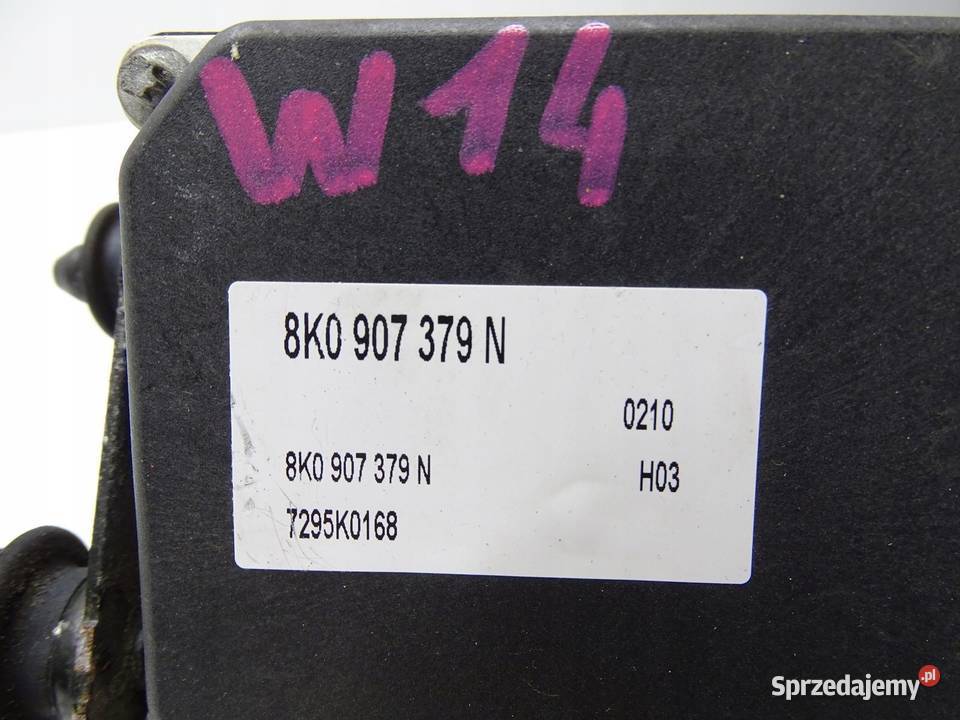 W14
8K0 907 379 N
0210
8K0 907 379 N H03
7295K0168
Sprzedajemy.pl